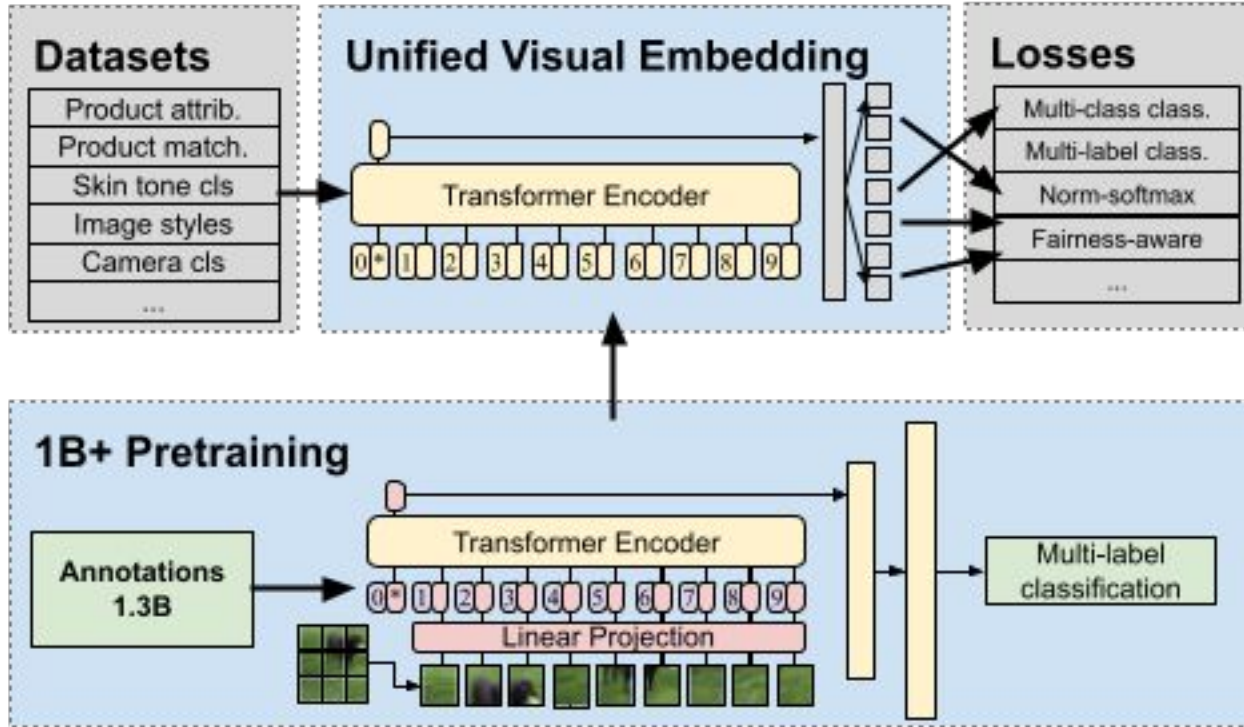 Datasets
Product attrib.
Product match.
Skin tone cls
Image styles
Camera cls
...
Unified Visual Embedding
Transformer Encoder
0 * 1 2 3 4 5 6 7 8 9
Losses
Multi-class class.
Multi-label class.
Norm-softmax
Fairness-aware
...
1B+ Pretraining
Annotations
1.3B
Transformer Encoder
0 * 1 2 3 4 5 6 7 8 9
Linear Projection
Multi-label
classification